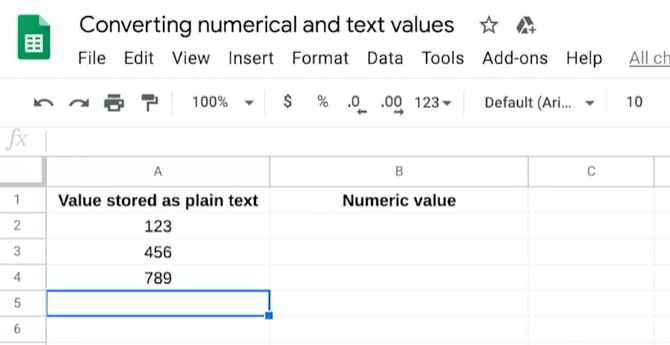 Converting numerical and text values
File Edit View Insert Format Data Tools Add-ons Help All ch
100% $ % .0 .00 123 Default (Ari... 10
fx
A B C
1 Value stored as plain text Numeric value
2 123
3 456
4 789
5
6